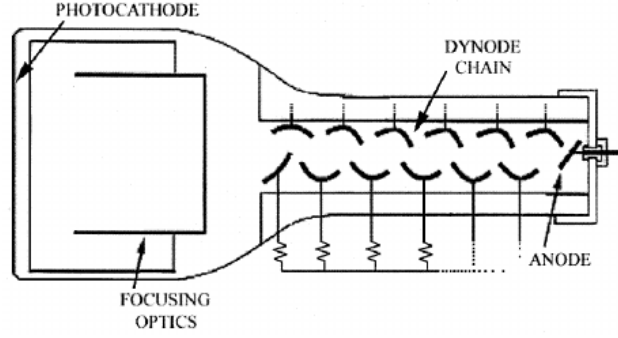 PHOTOCATHODE
DYNODE
CHAIN
FOCUSING
OPTICS
ANODE